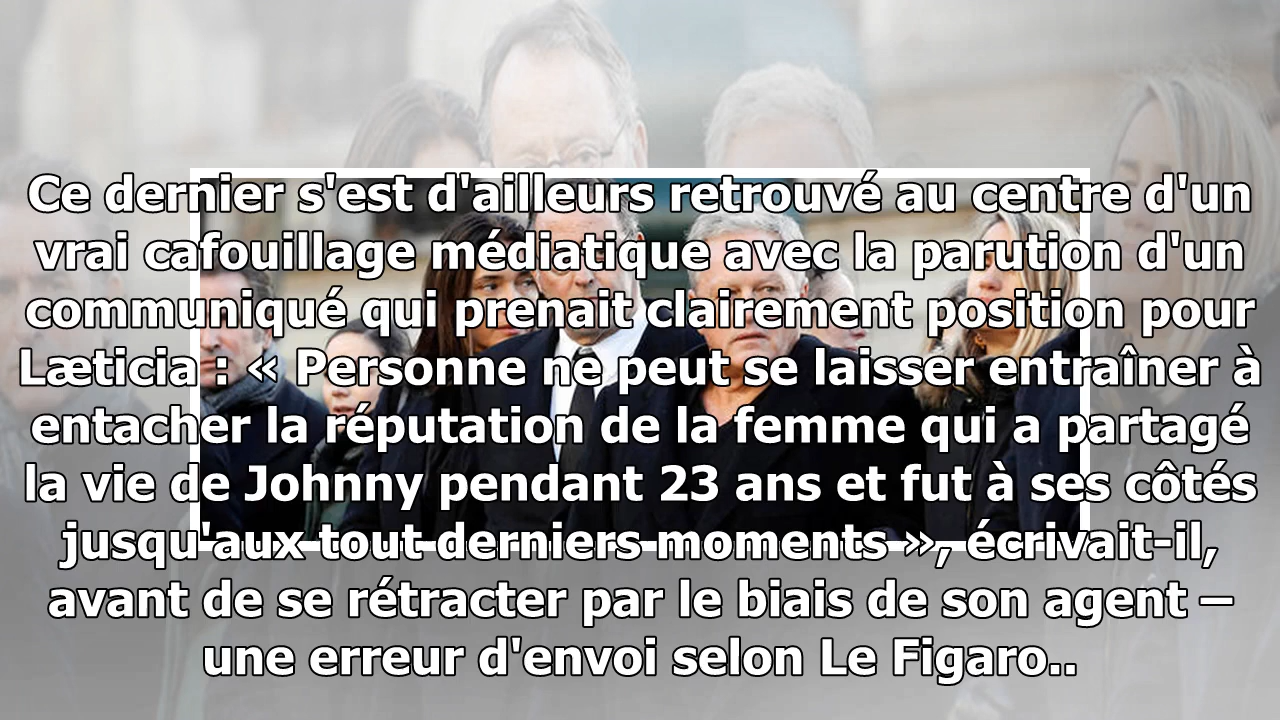 Ce dernier s'est d'ailleurs retrouvé au centre d'un
vrai cafouillage médiatique avec la parution d'un
communiqué qui prenait clairement position pour
Læticia : « Personne ne peut se laisser entraîner à
entacher la réputation de la femme qui a partagé
la vie de Johnny pendant 23 ans et fut à ses côtés
jusqu'aux tout derniers moments », écrivait-il,
avant de se rétracter par le biais de son agent –
une erreur d'envoi selon Le Figaro..